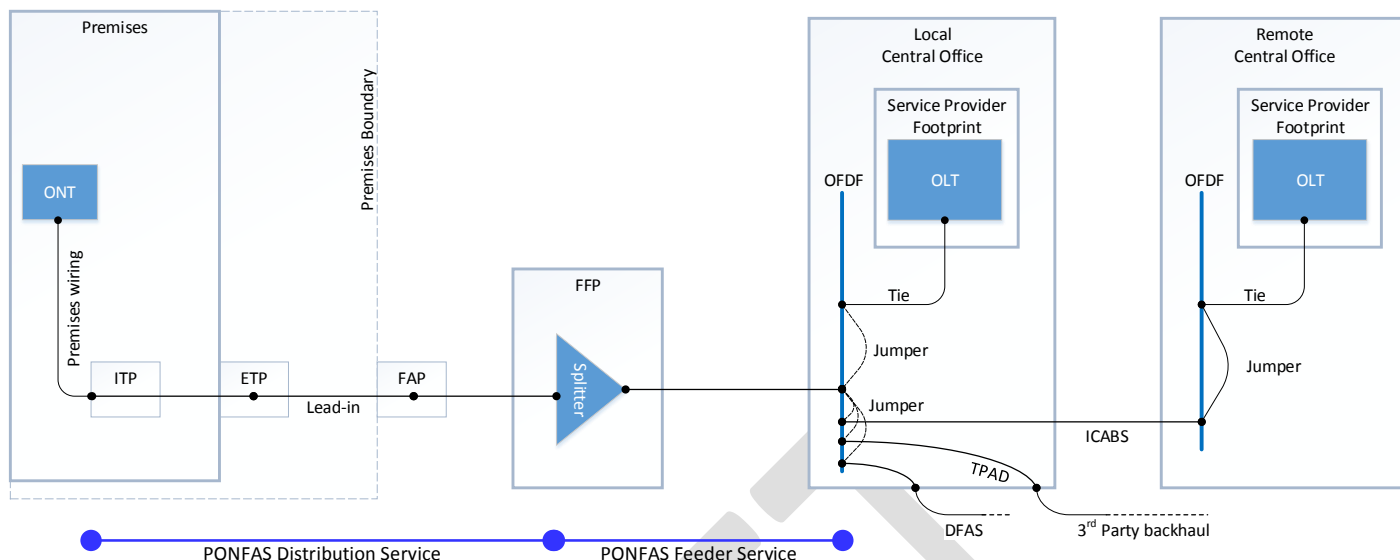 Premises
Premises Boundary
ONT
Premises wiring
ITP
ETP
FAP
Lead-in
FFP
Splitter
Local
Central Office
Service Provider
Footprint
OLT
OFDF
Tie
Jumper
Jumper
ICABS
TPAD
DFAS
3rd Party backhaul
Remote
Central Office
Service Provider
Footprint
OLT
OFDF
Tie
Jumper
PONFAS Distribution Service
PONFAS Feeder Service